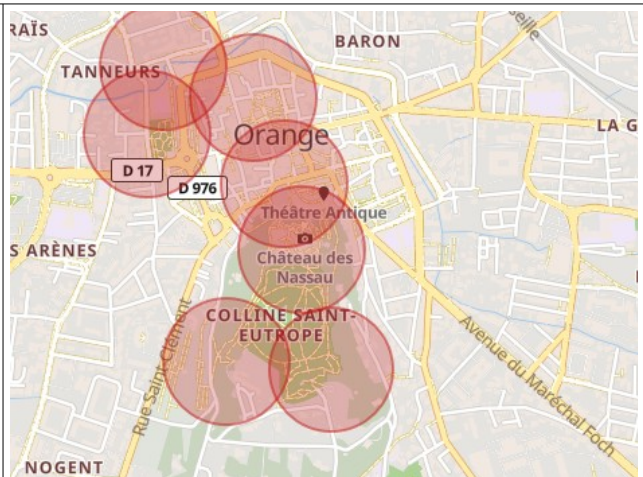 RAÏS
BARON
TANNEURS
LA G
Orange
D 17
D 976
Théâtre Antique
S ARÈNES
Château des
Nassau
COLLINE SAINT-
EUTROPE
Rue Saint-Clément
Avenue du Maréchal Foch
NOGENT